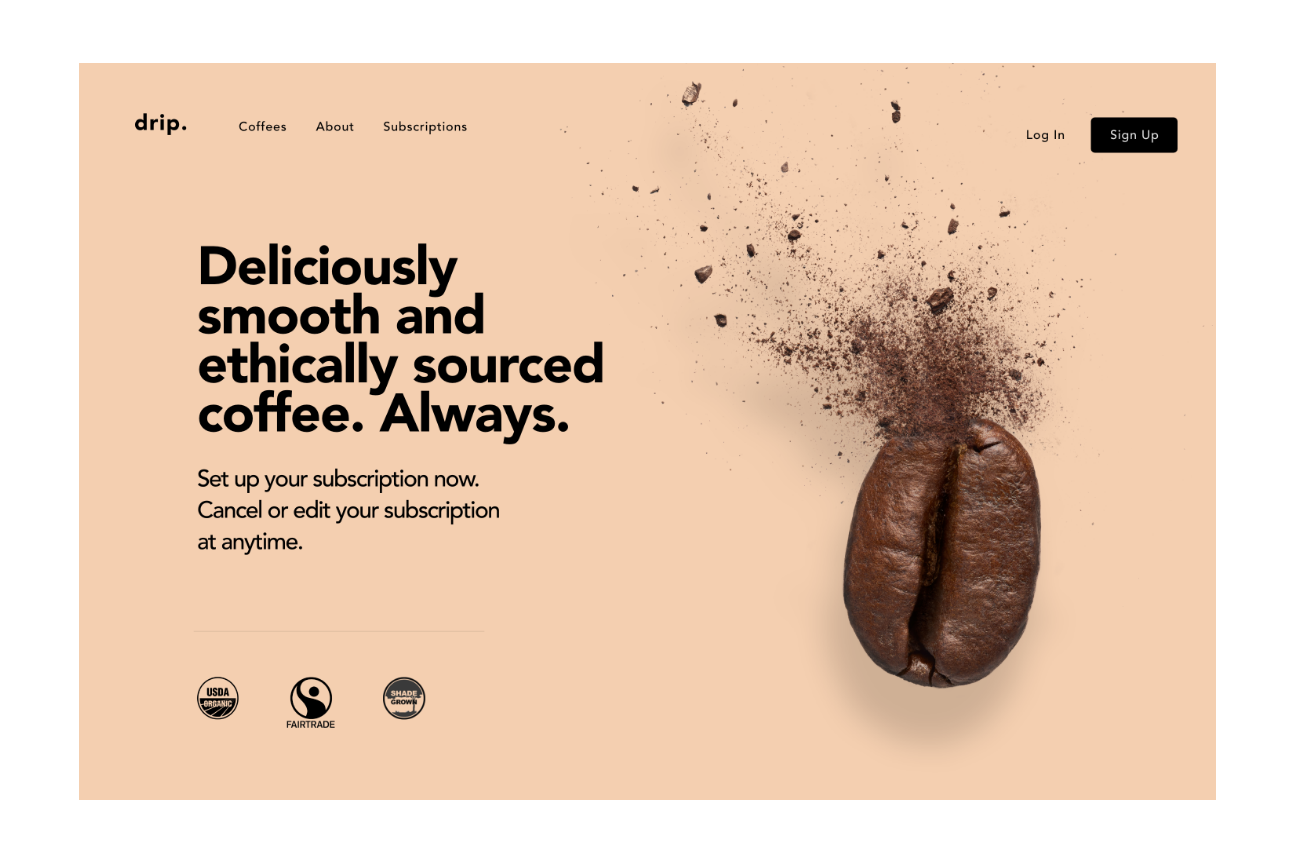 drip.
Coffees
About
Subscriptions
Log In
Sign Up
Deliciously
smooth and
ethically sourced
coffee. Always.
Set up your subscription now.
Cancel or edit your subscription
at anytime.
USDA
ORGANIC
FAIRTRADE
SHADE
GROWN